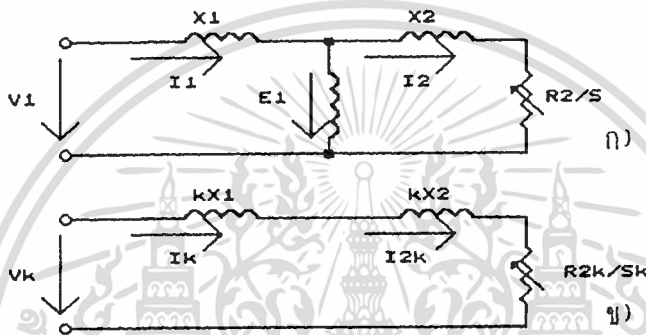 X1 X2
I1 I2
V1 E1 R2/S
ก)
kX1 kX2
Ik I2k
Vk R2k/Sk
ข)